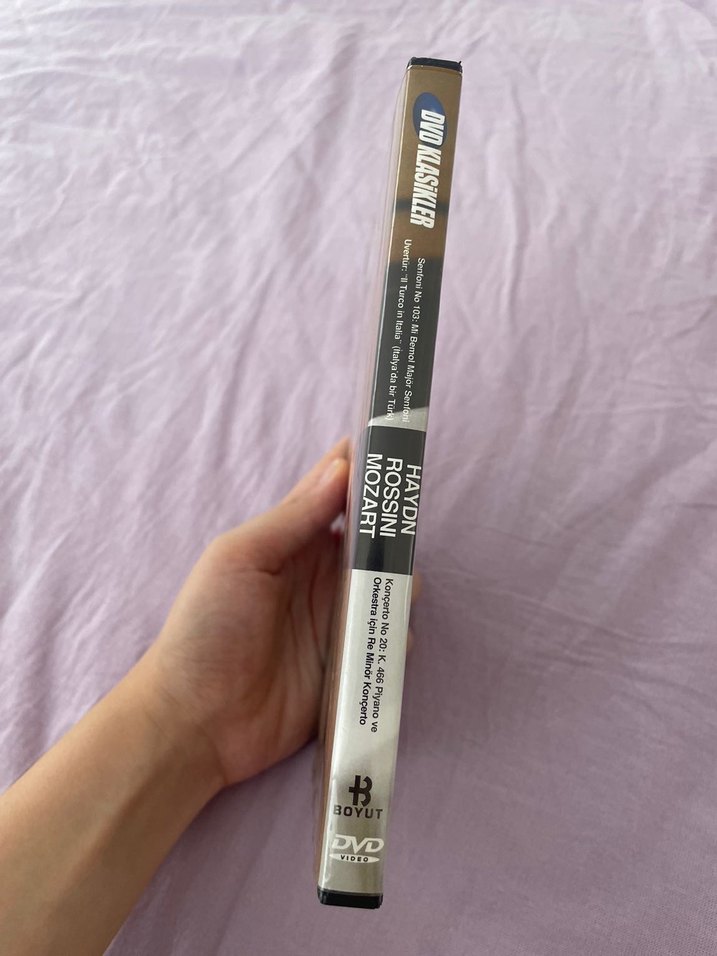 DVD KLASİKLER
Senfoni No 103: Mi Bemol Majör Senfoni
Uvertür: "Il Turco in Italia" (İtalya'da bir Türk)
HAYDN
ROSSINI
MOZART
Konçerto No 20: K. 466 Piyano ve
Orkestra için Re Minör Konçerto
BOYUT
DVD
VIDEO